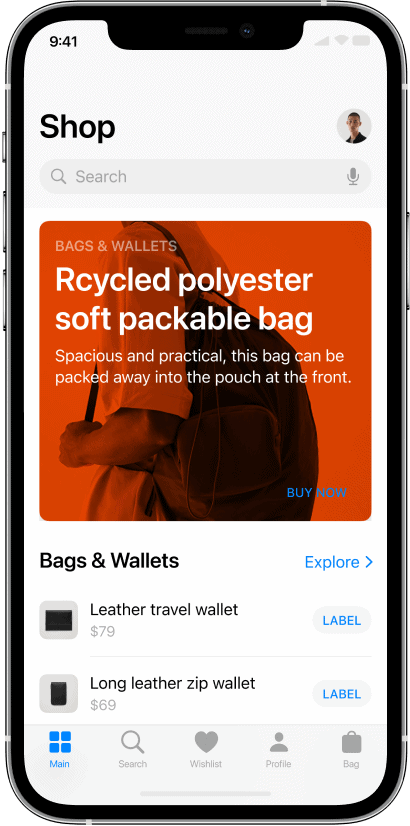 9:41
Shop
Search
BAGS & WALLETS
Rcycled polyester
soft packable bag
Spacious and practical, this bag can be
packed away into the pouch at the front.
BUY NOW
Bags & Wallets
Explore
Leather travel wallet
$79
LABEL
Long leather zip wallet
$69
LABEL
Main
Search
Wishlist
Profile
Bag